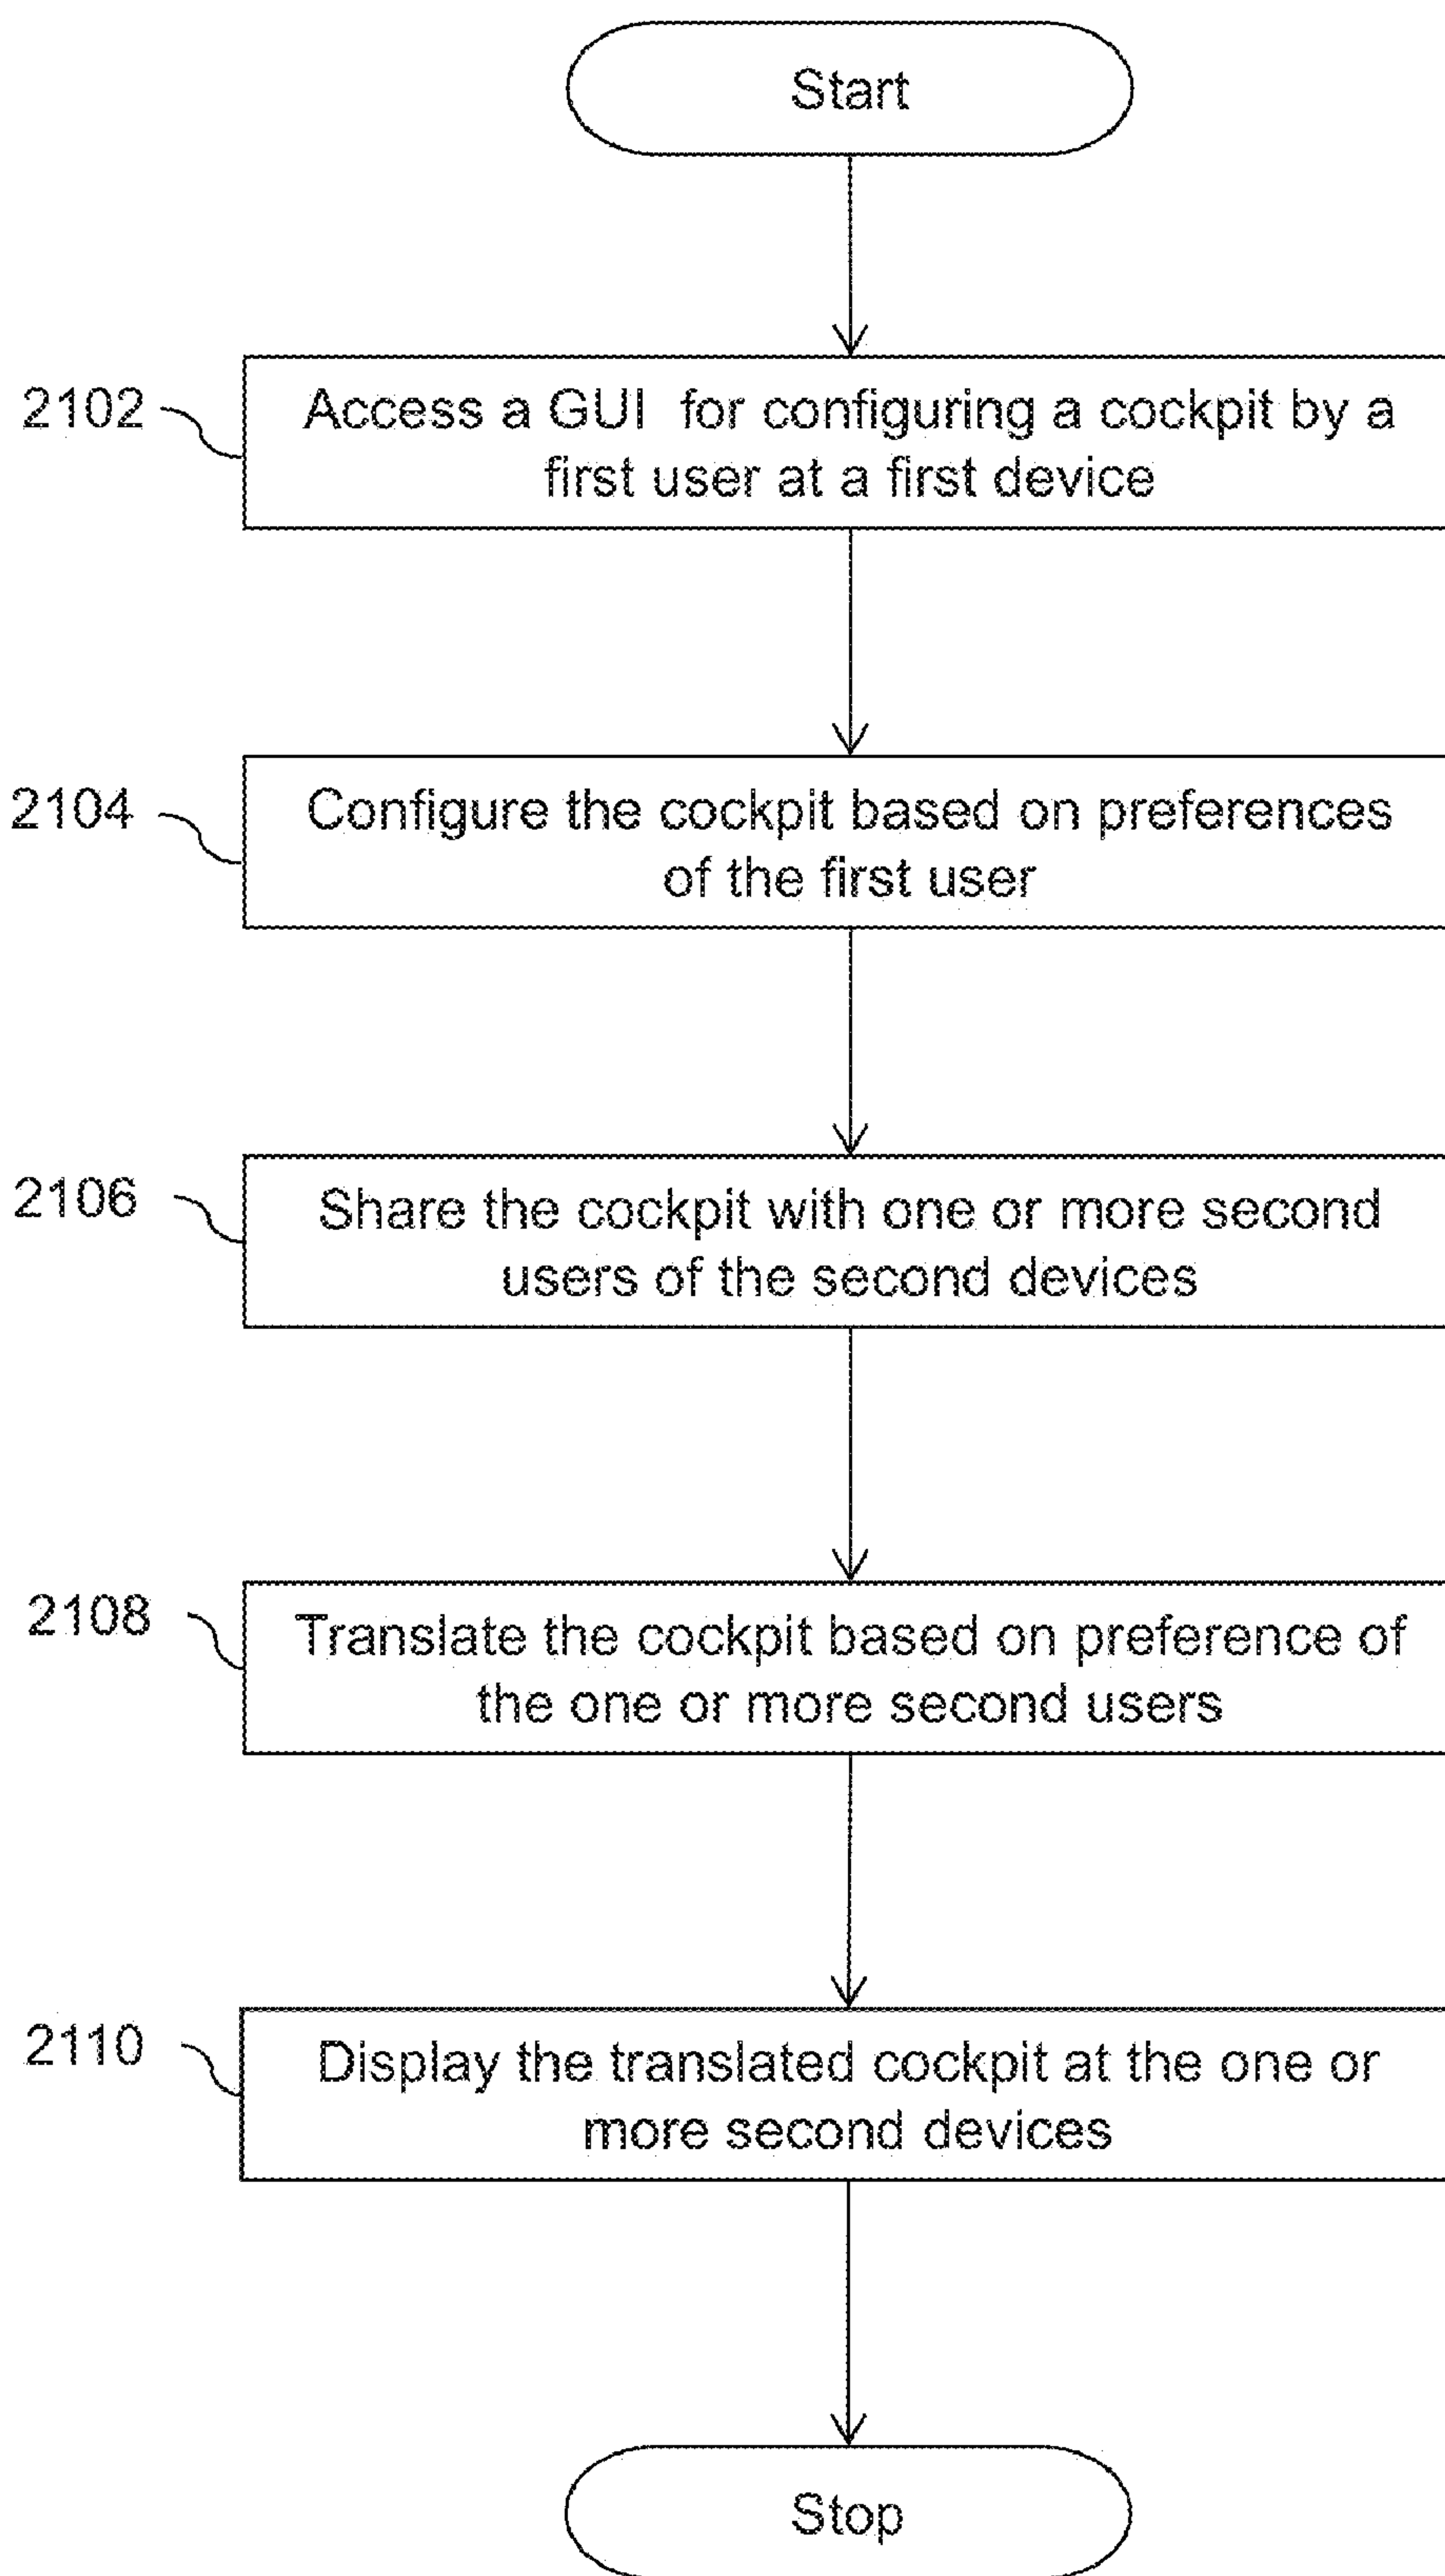 Start
2102
Access a GUI for configuring a cockpit by a
first user at a first device
2104
Configure the cockpit based on preferences
of the first user
2106
Share the cockpit with one or more second
users of the second devices
2108
Translate the cockpit based on preference of
the one or more second users
2110
Display the translated cockpit at the one or
more second devices
Stop